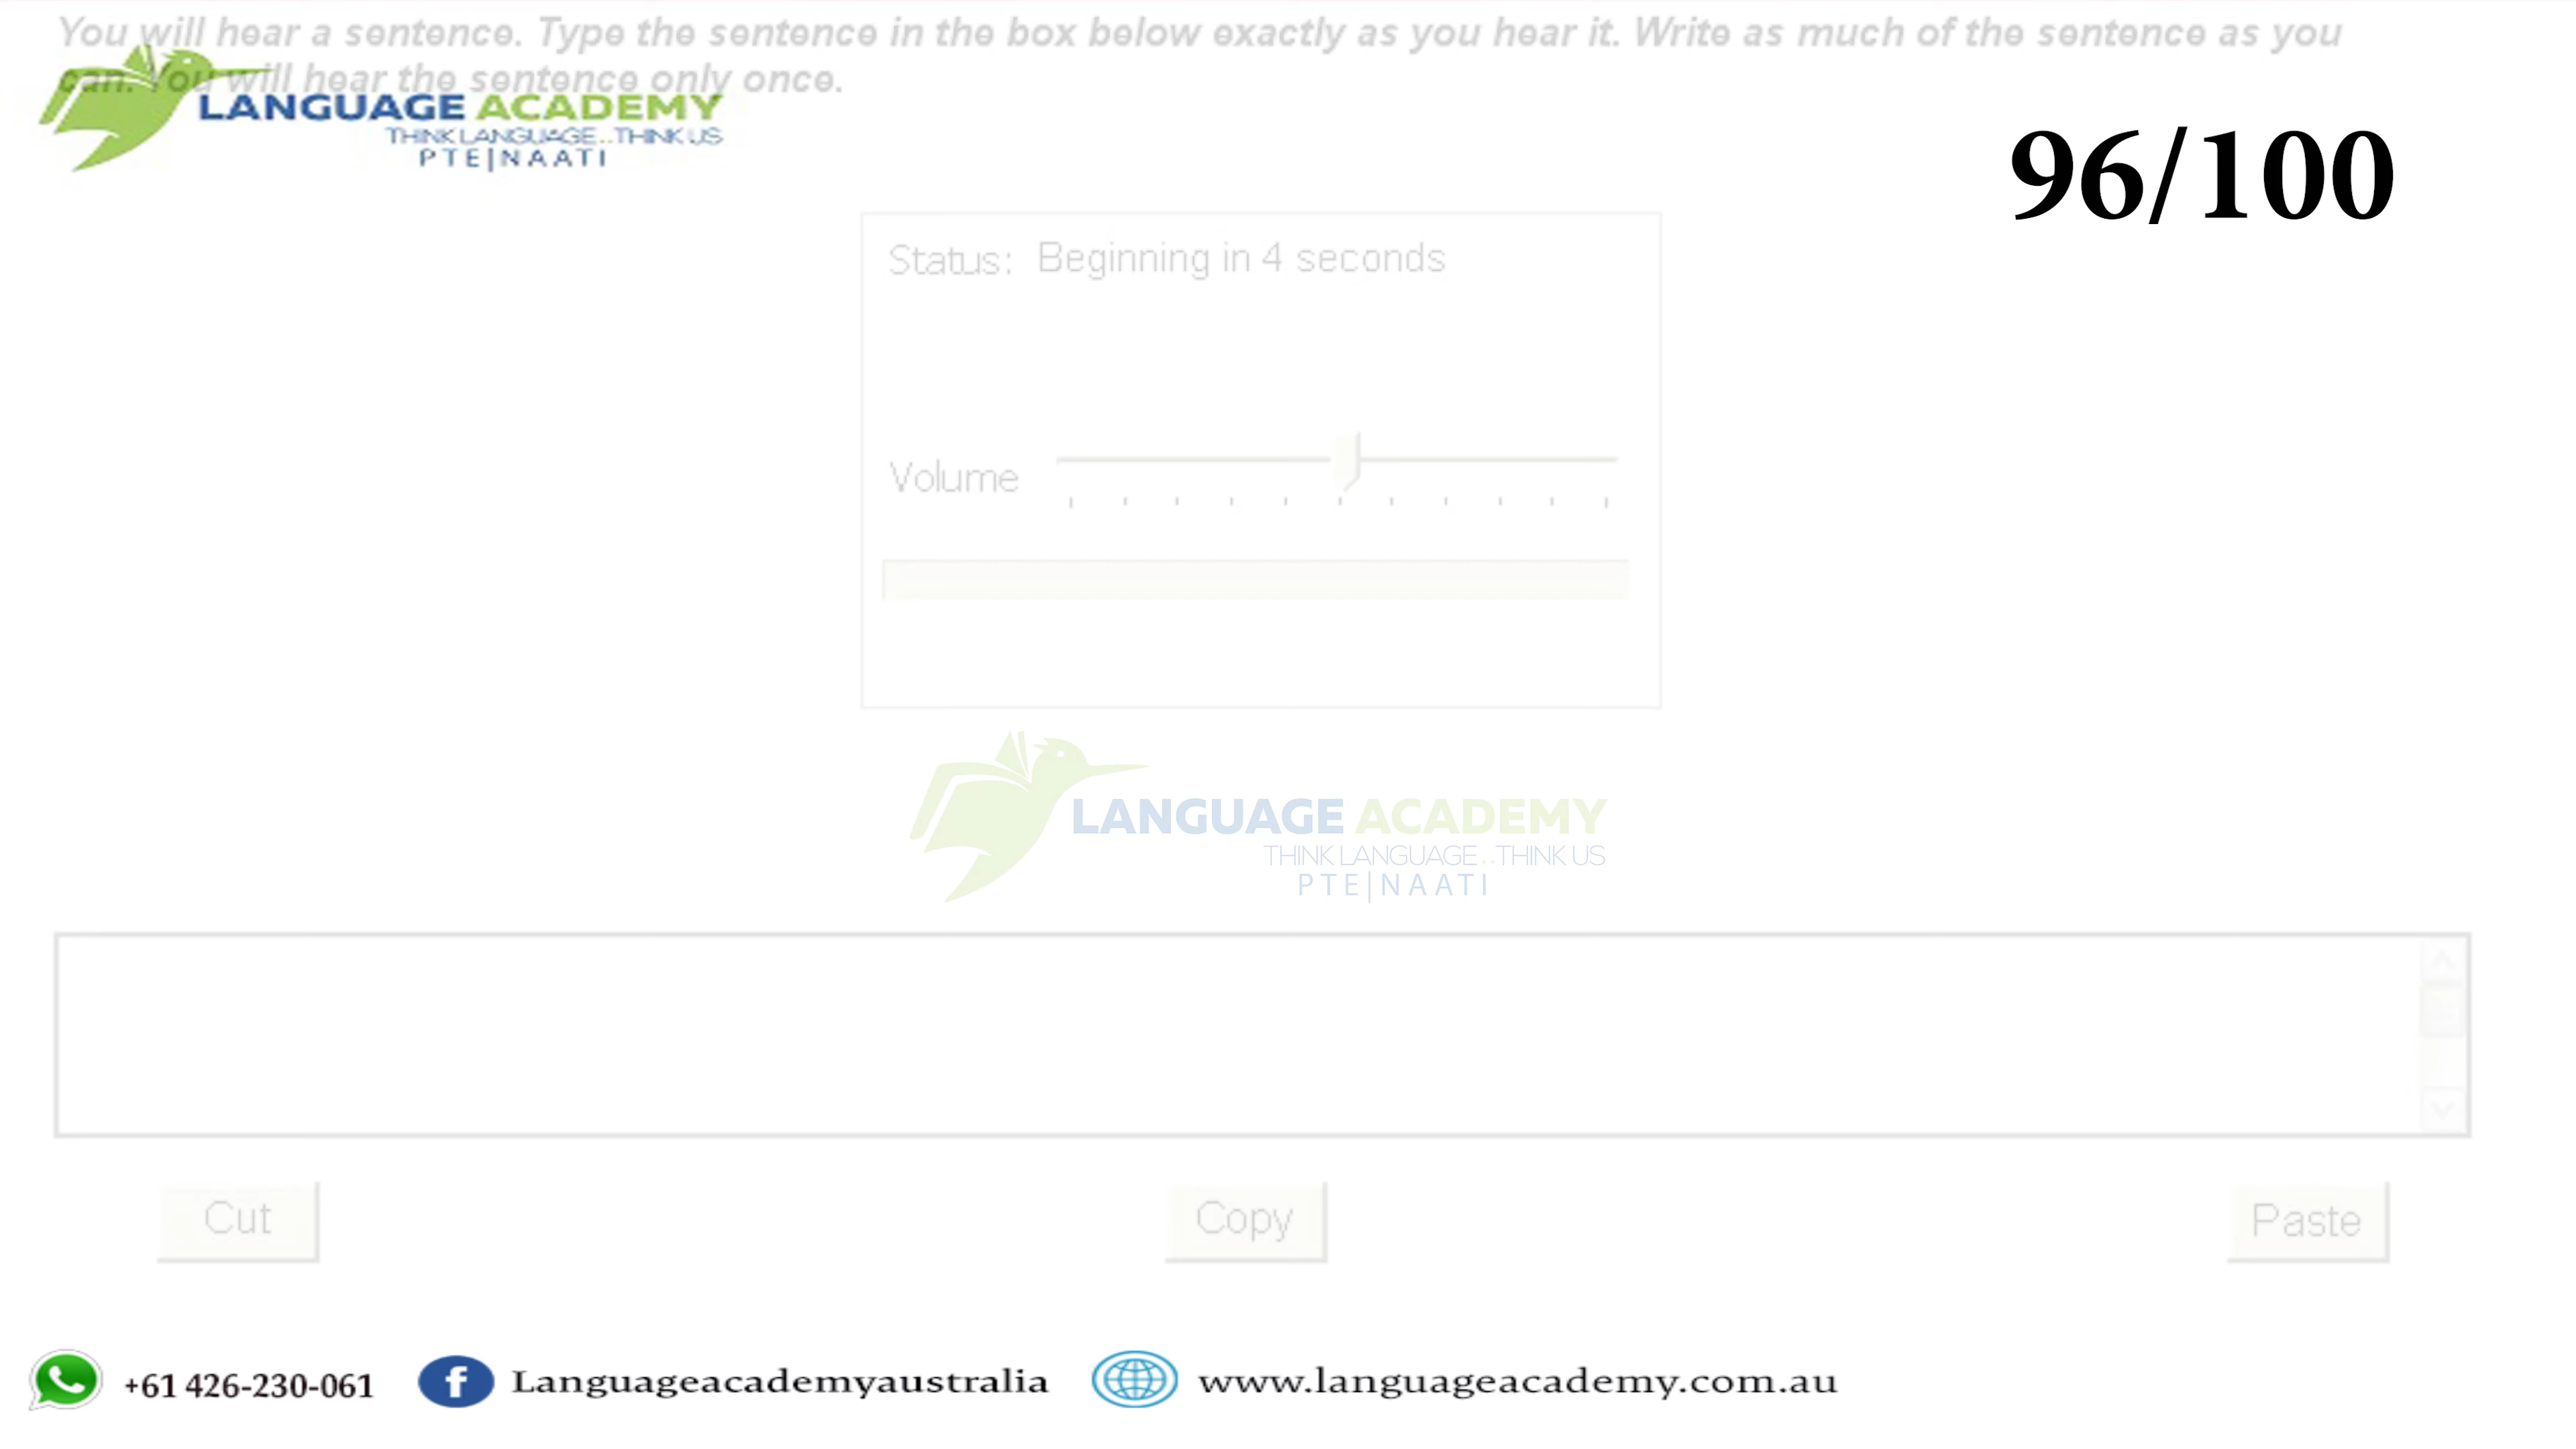 You will hear a sentence. Type the sentence in the box below exactly as you hear it. Write as much of the sentence as you
can. You will hear the sentence only once.
LANGUAGE ACADEMY
THINK LANGUAGE..THINK US
PTE|NAATI
96/100
Status: Beginning in 4 seconds
Volume
LANGUAGE ACADEMY
THINK LANGUAGE..THINK US
PTE|NAATI
Cut
Copy
Paste
+61 426-230-061
Languageacademyaustralia
www.languageacademy.com.au